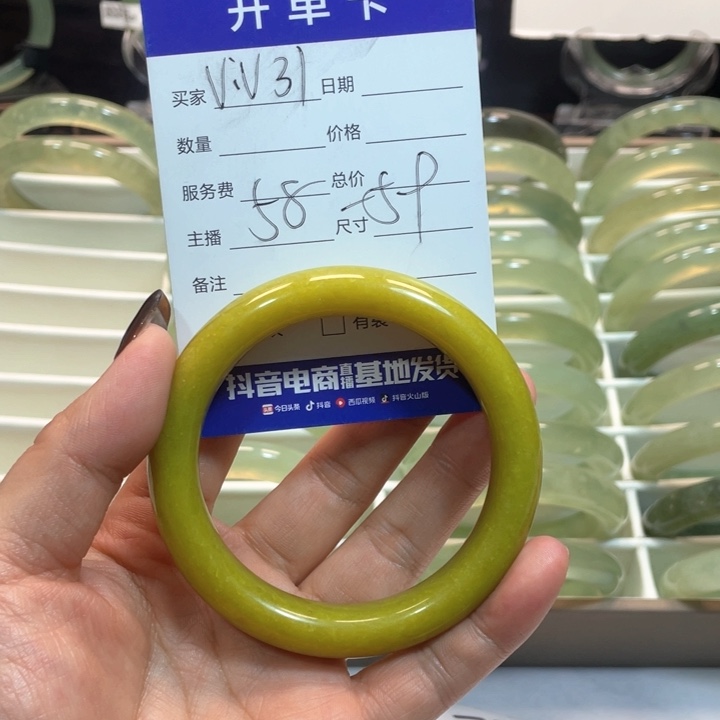 开单卡
买家 ViV31 日期
数量 价格
服务费 总价
主播 58-59 尺寸
备注
有装
抖音电商直播基地发货
今日头条 抖音 西瓜视频 抖音火山版